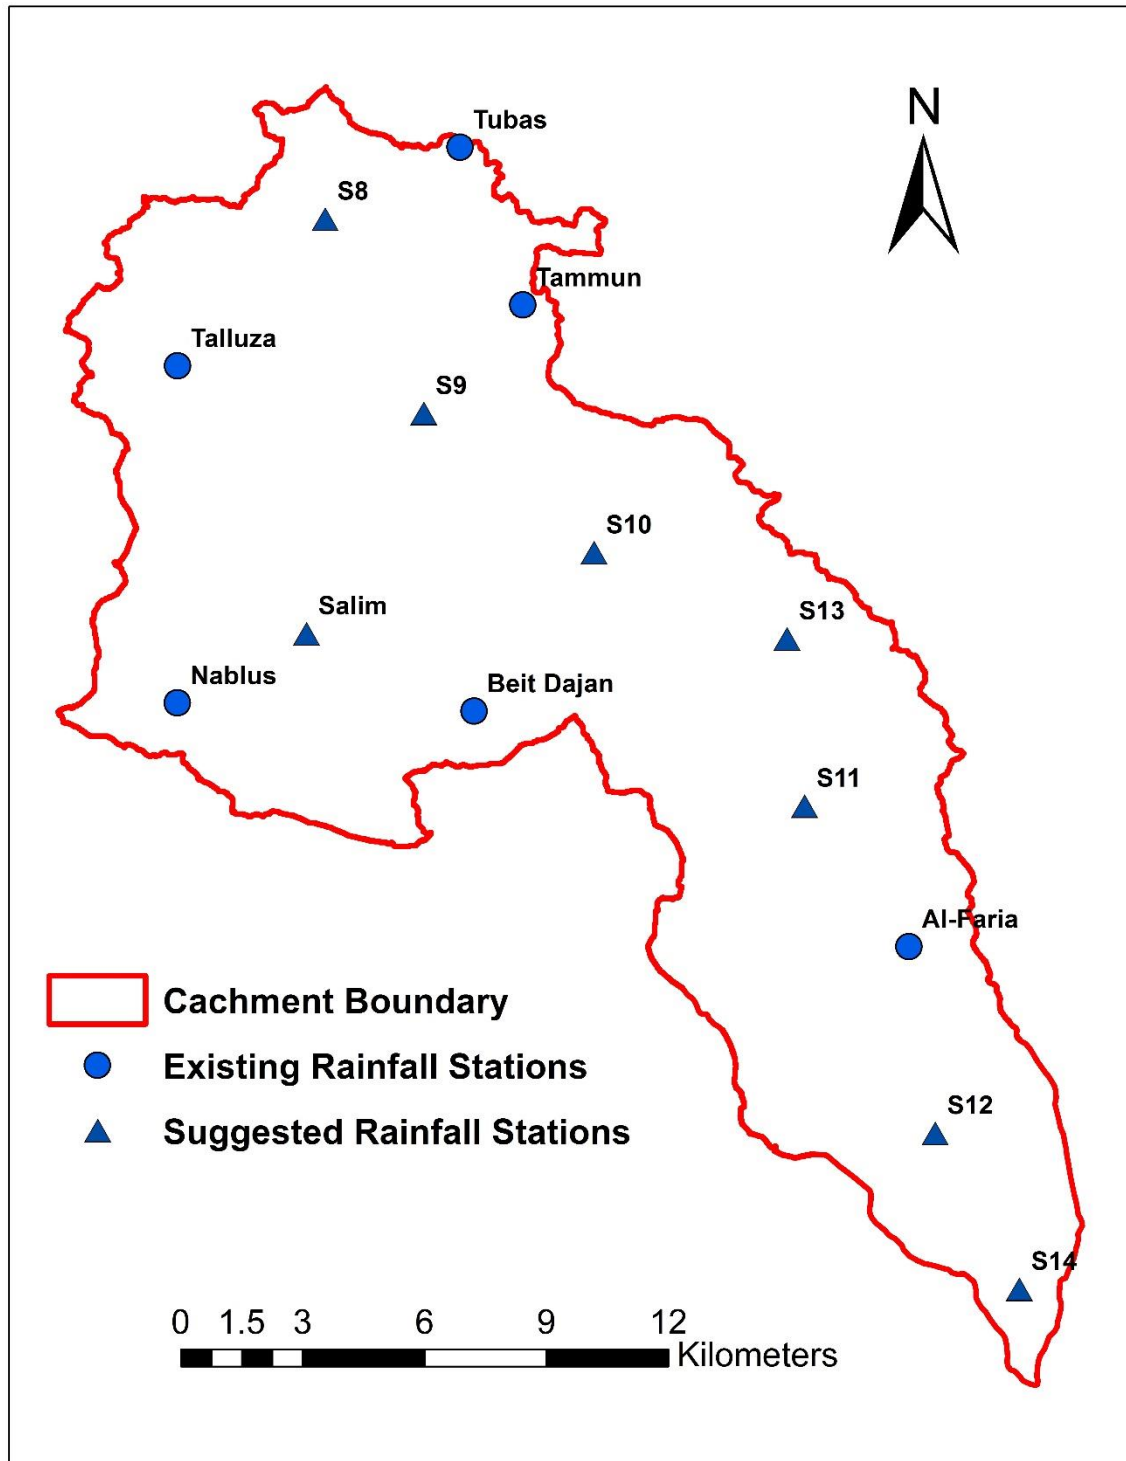 N
Tubas
S8
Tammun
Talluza
S9
S10
Salim
S13
Nablus
Beit Dajan
S11
Al-Faria
Cachment Boundary
Existing Rainfall Stations
Suggested Rainfall Stations
S12
S14
0 1.5 3 6 9 12
Kilometers